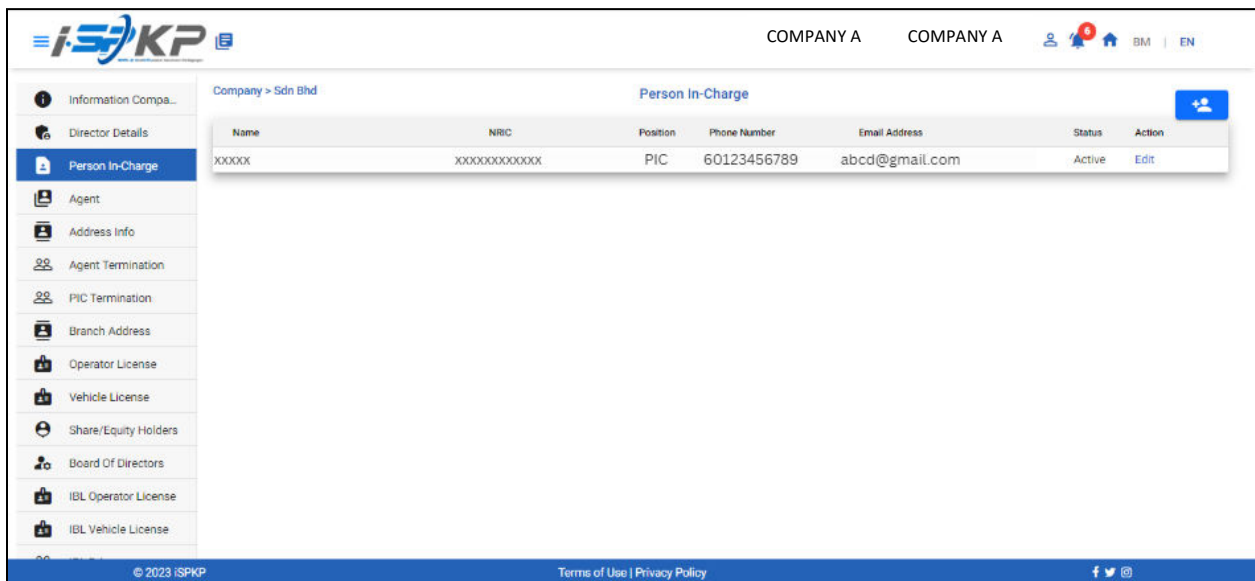 i-SPKP
COMPANY A COMPANY A 6 BM | EN
Company > Sdn Bhd
Person In-Charge
Information Compa...
Director Details
Person In-Charge
Agent
Address Info
Agent Termination
PIC Termination
Branch Address
Operator License
Vehicle License
Share/Equity Holders
Board Of Directors
IBL Operator License
IBL Vehicle License
Name NRIC Position Phone Number Email Address Status Action
XXXXX XXXXXXXXXXXX PIC 60123456789 abcd@gmail.com Active Edit
© 2023 iSPKP Terms of Use | Privacy Policy